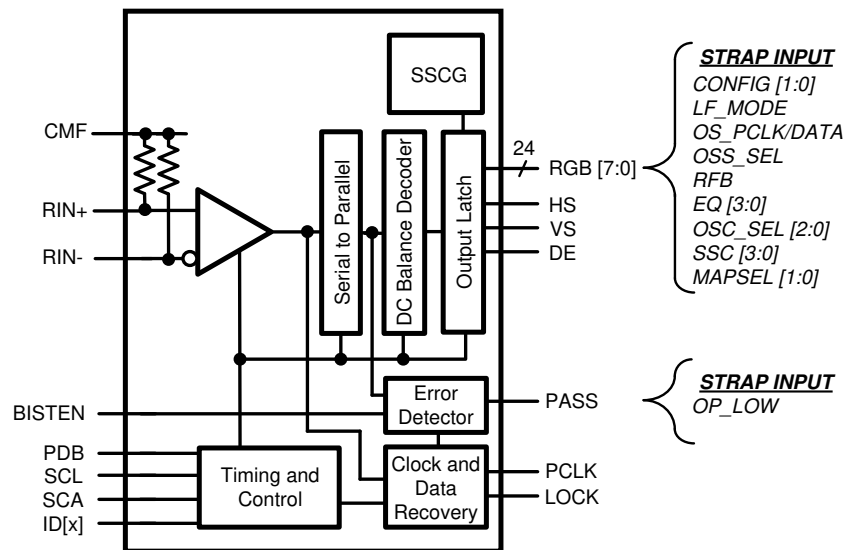 SSCG
CMF
RIN+
RIN-
Serial to Parallel
DC Balance Decoder
Output Latch
24
RGB [7:0]
HS
VS
DE
STRAP INPUT
CONFIG [1:0]
LF_MODE
OS_PCLK/DATA
OSS_SEL
RFB
EQ [3:0]
OSC_SEL [2:0]
SSC [3:0]
MAPSEL [1:0]
BISTEN
Error
Detector
PASS
STRAP INPUT
OP_LOW
PDB
SCL
SCA
ID[x]
Timing and
Control
Clock and
Data
Recovery
PCLK
LOCK